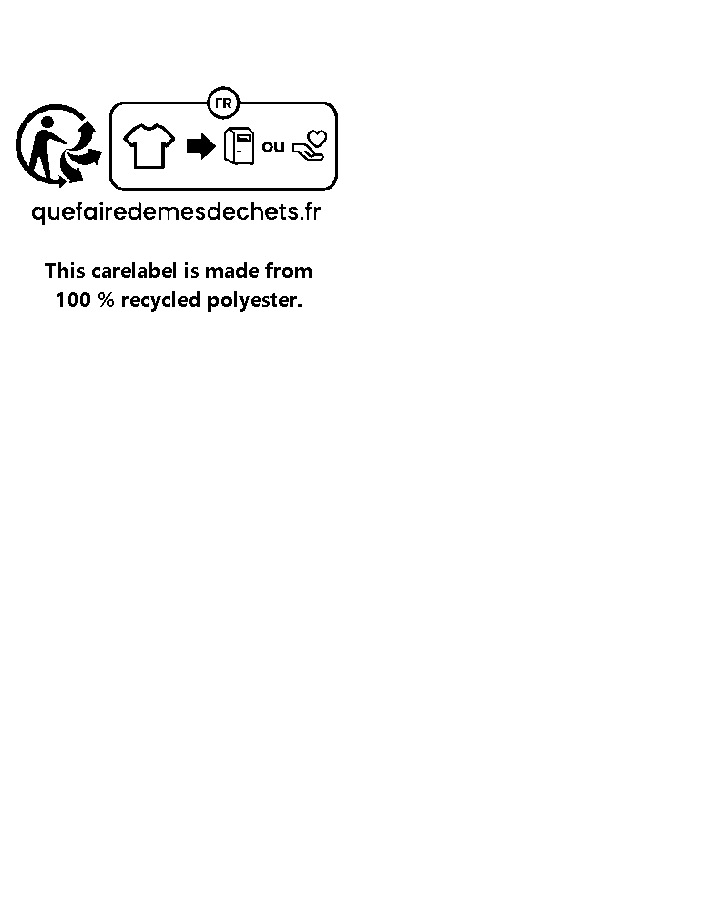 FR
ou
quefairedemesdechets.fr
This carelabel is made from
100 % recycled polyester.